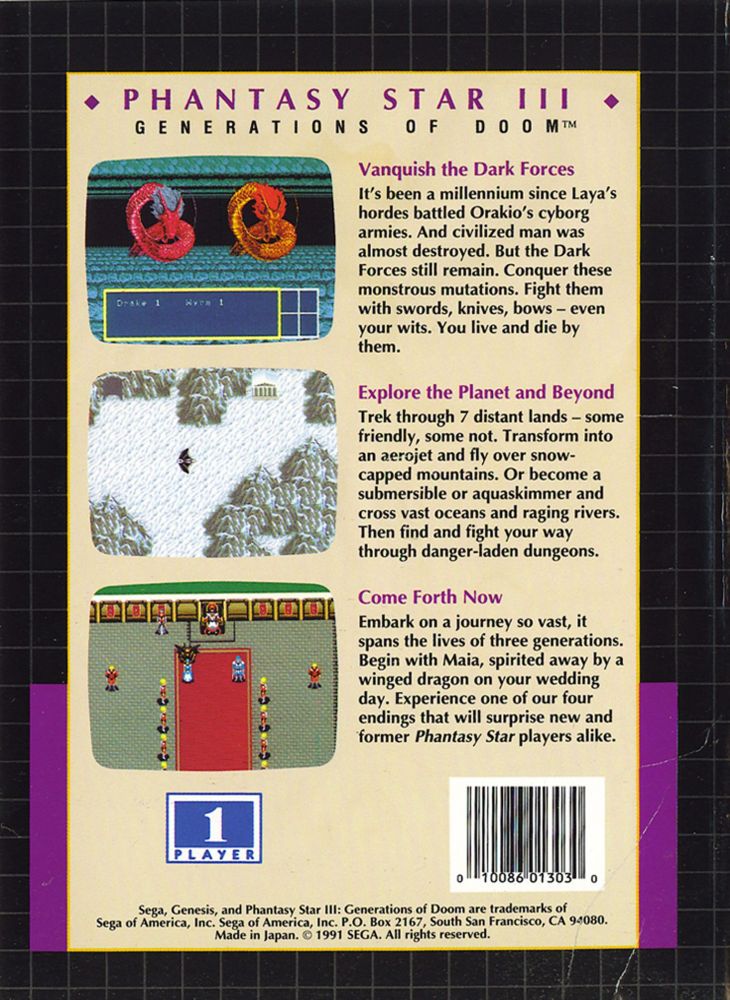 PHANTASY STAR III
GENERATIONS OF DOOM™
Vanquish the Dark Forces
It's been a millennium since Laya's
hordes battled Orakio's cyborg
armies. And civilized man was
almost destroyed. But the Dark
Forces still remain. Conquer these
monstrous mutations. Fight them
with swords, knives, bows – even
your wits. You live and die by
them.
Drake 1 Wyrm 1
Explore the Planet and Beyond
Trek through 7 distant lands – some
friendly, some not. Transform into
an aerojet and fly over snow-
capped mountains. Or become a
submersible or aquaskimmer and
cross vast oceans and raging rivers.
Then find and fight your way
through danger-laden dungeons.
Come Forth Now
Embark on a journey so vast, it
spans the lives of three generations.
Begin with Maia, spirited away by a
winged dragon on your wedding
day. Experience one of our four
endings that will surprise new and
former Phantasy Star players alike.
1
PLAYER
0 10086 01303 0
Sega, Genesis, and Phantasy Star III: Generations of Doom are trademarks of
Sega of America, Inc. Sega of America, Inc. P.O. Box 2167, South San Francisco, CA 94080.
Made in Japan. © 1991 SEGA. All rights reserved.